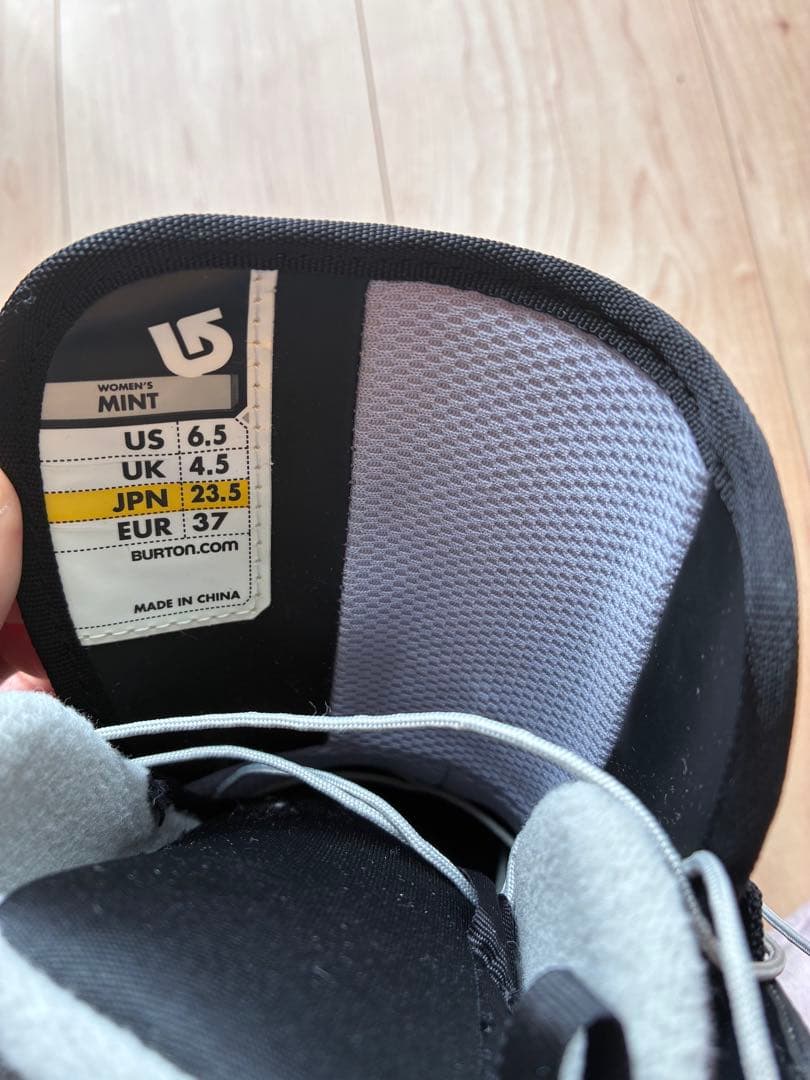 WOMEN'S
MINT
US 6.5
UK 4.5
JPN 23.5
EUR 37
BURTON.COM
MADE IN CHINA